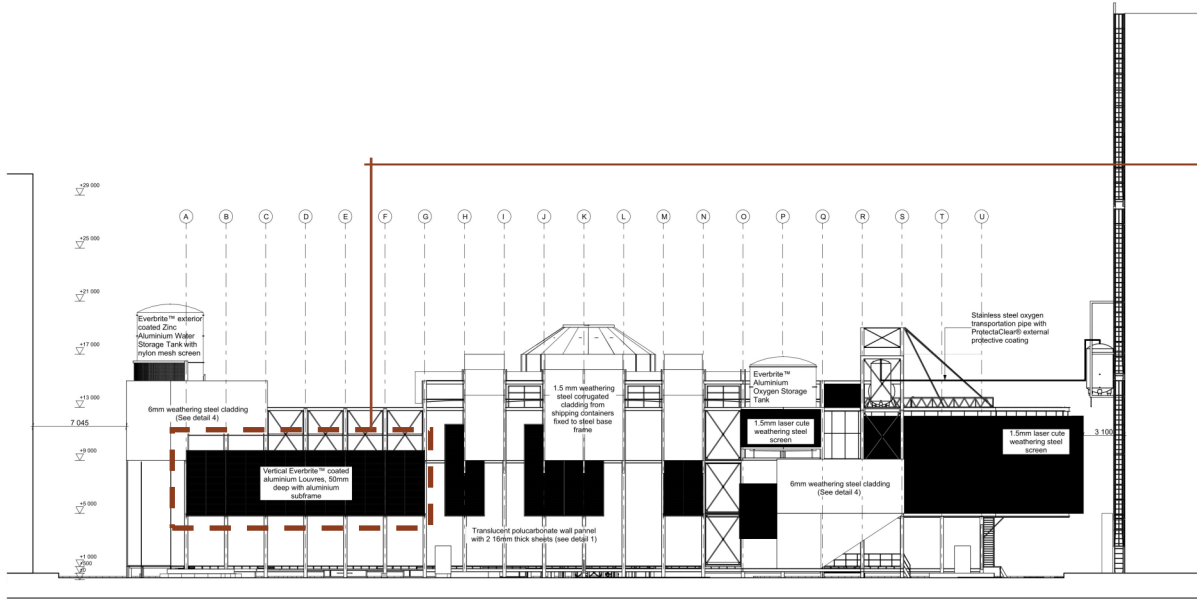 +29 000
A B C D E F G H I J K L M N O P Q R S T U
+25 000
+21 000
Everbrite™ exterior
coated Zinc
Aluminium Water
Storage Tank with
nylon mesh screen
Stainless steel oxygen
transportation pipe with
ProtectaClear® external
protective coating
+17 000
Everbrite™
Aluminium
Oxygen Storage
Tank
1.5 mm weathering
steel corrugated
cladding from
shipping containers
fixed to steel base
frame
+13 000
6mm weathering steel cladding
(See detail 4)
7 045
1.5mm laser cute
weathering steel
screen
1.5mm laser cute
weathering steel
screen
3 100
+9 000
Vertical Everbrite™ coated
aluminium Louvres, 50mm
deep with aluminium
subframe
6mm weathering steel cladding
(See detail 4)
+5 000
Translucent polucarbonate wall pannel
with 2 16mm thick sheets (see detail 1)
+1 000
+500
±0